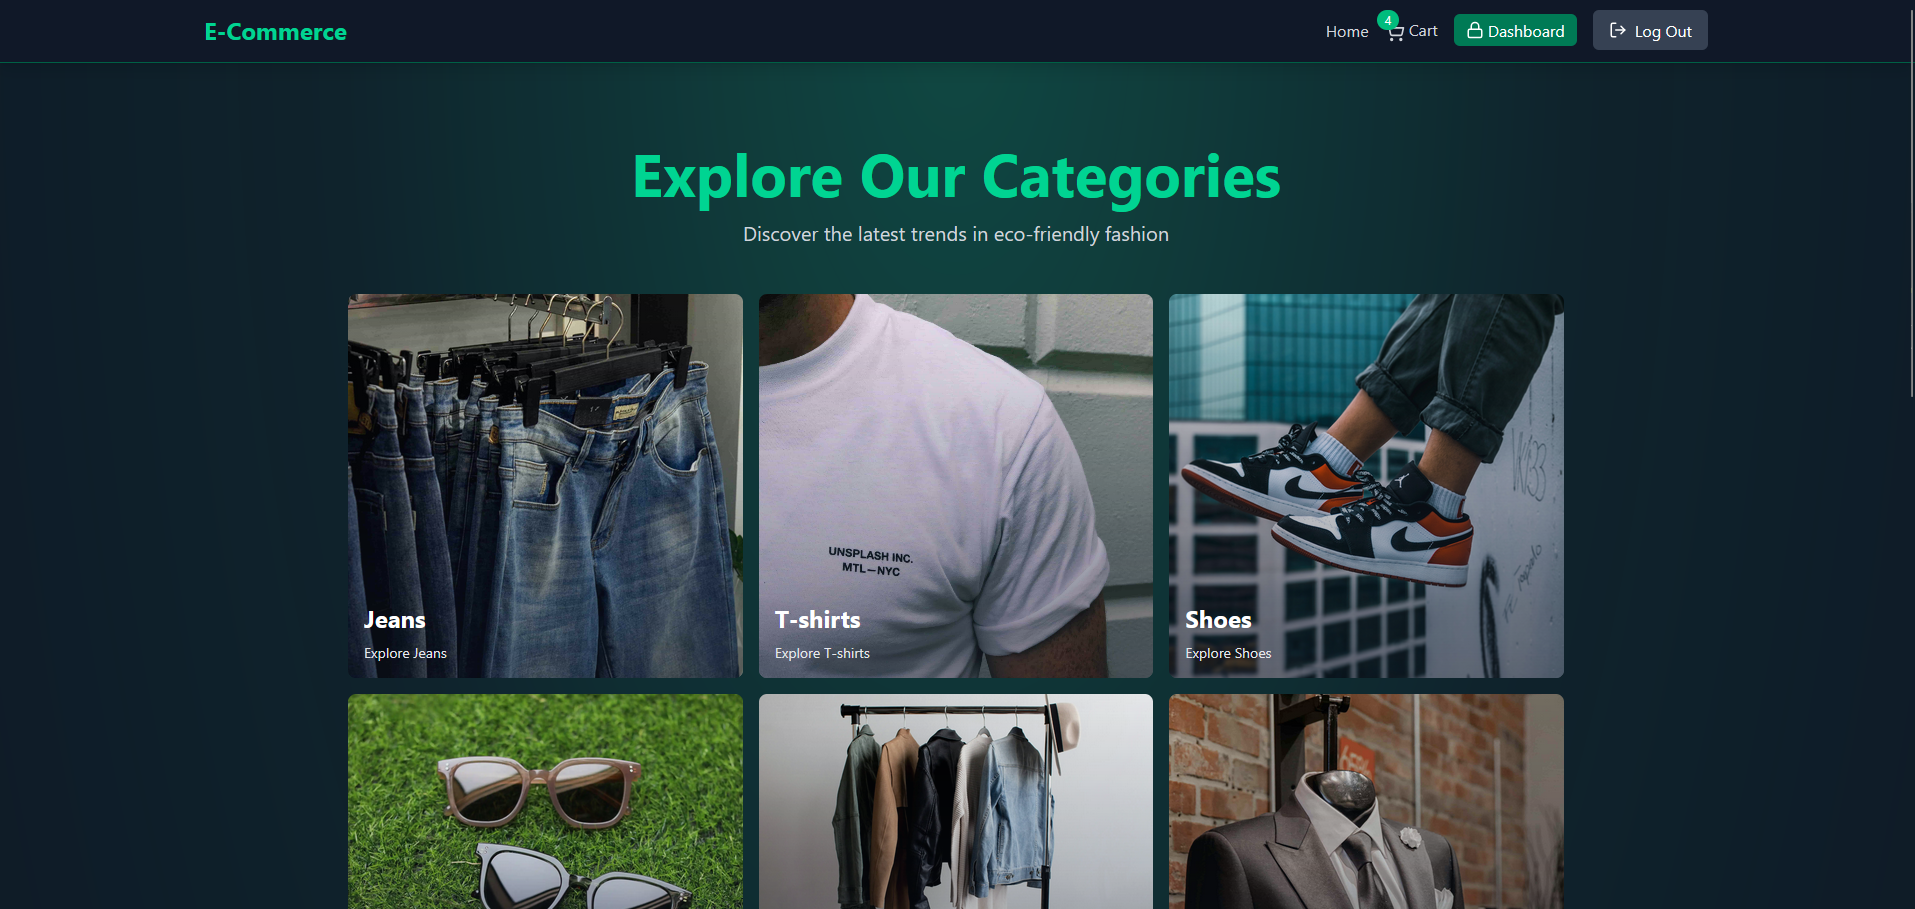 E-Commerce
Home
4
Cart
Dashboard
Log Out
Explore Our Categories
Discover the latest trends in eco-friendly fashion
UNSPLASH INC.
MTL—NYC
Jeans
Explore Jeans
T-shirts
Explore T-shirts
Shoes
Explore Shoes